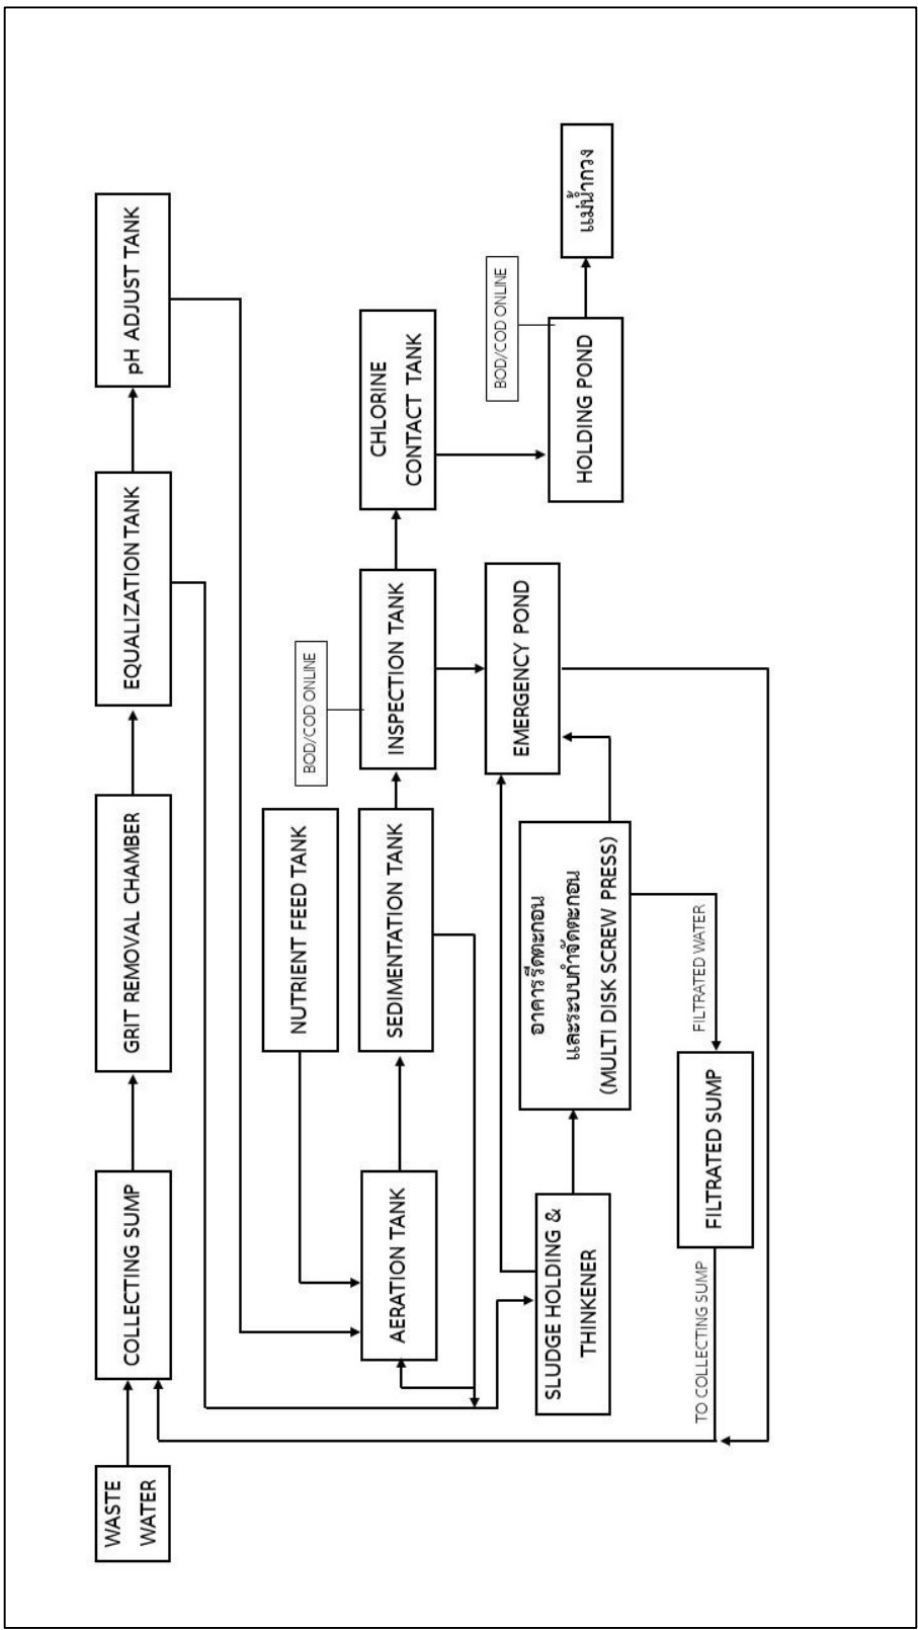 WASTE
WATER
COLLECTING SUMP
GRIT REMOVAL CHAMBER
EQUALIZATION TANK
pH ADJUST TANK
NUTRIENT FEED TANK
BOD/COD ONLINE
AERATION TANK
SEDIMENTATION TANK
INSPECTION TANK
CHLORINE
CONTACT TANK
BOD/COD ONLINE
EMERGENCY POND
HOLDING POND
แม่น้ำกวง
SLUDGE HOLDING &
THINKENER
อาคารรีดตะกอน
และระบบกำจัดตะกอน
(MULTI DISK SCREW PRESS)
TO COLLECTING SUMP
FILTRATED SUMP
FILTRATED WATER